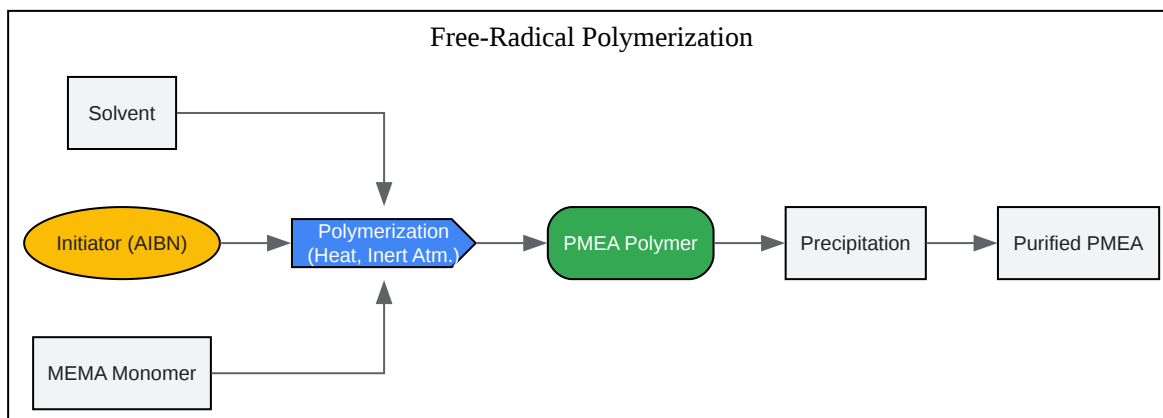 Free-Radical Polymerization
Solvent
Initiator (AIBN)
Polymerization
(Heat, Inert Atm.)
PMEA Polymer
Precipitation
Purified PMEA
MEMA Monomer